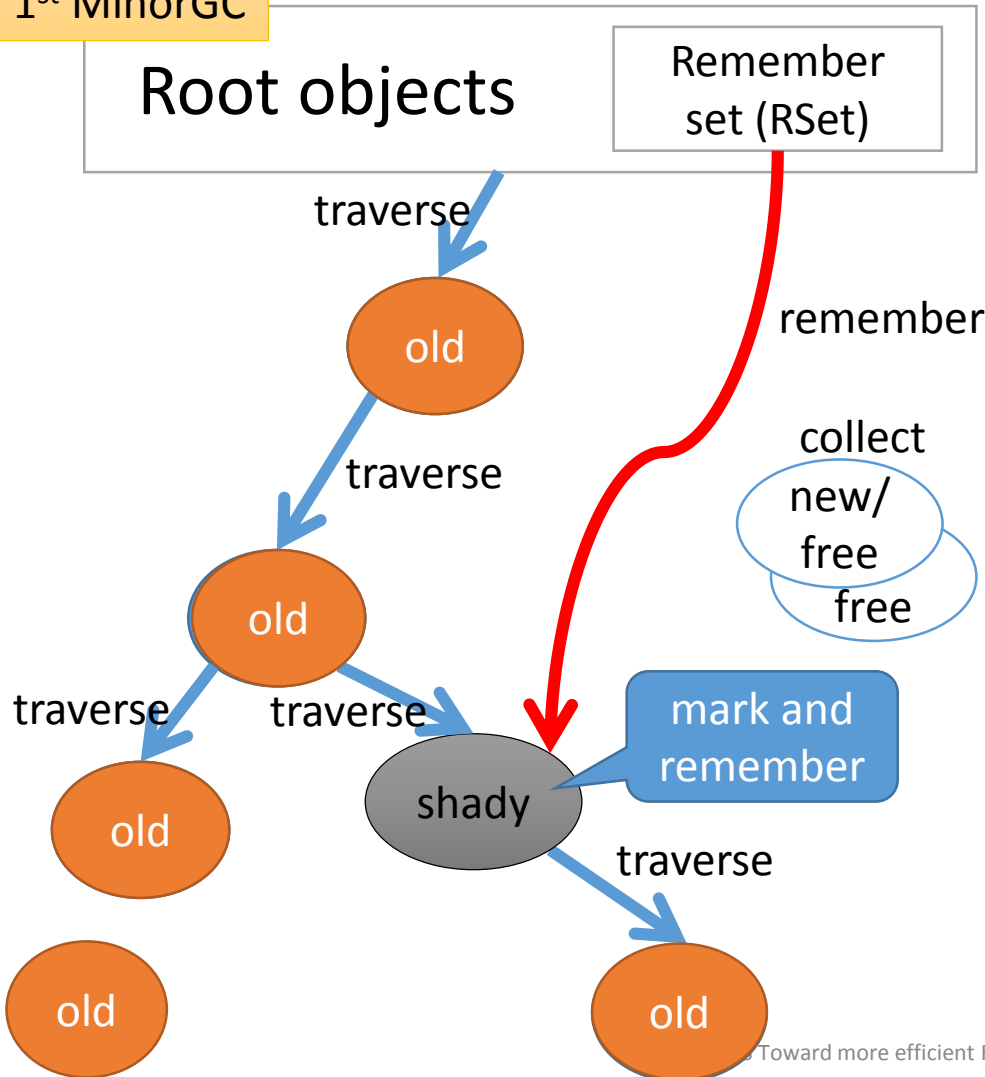 1st MinorGC
Root objects
Remember
set (RSet)
traverse
old
remember
collect
new/
free
free
traverse
old
traverse
traverse
mark and
remember
shady
old
traverse
old
old
Toward more efficient